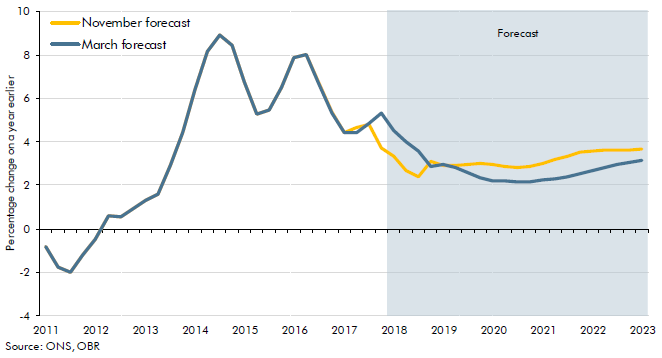 10
8
6
4
2
0
-2
-4
Percentage change on a year earlier
November forecast
March forecast
Forecast
2011 2012 2013 2014 2015 2016 2017 2018 2019 2020 2021 2022 2023
Source: ONS, OBR